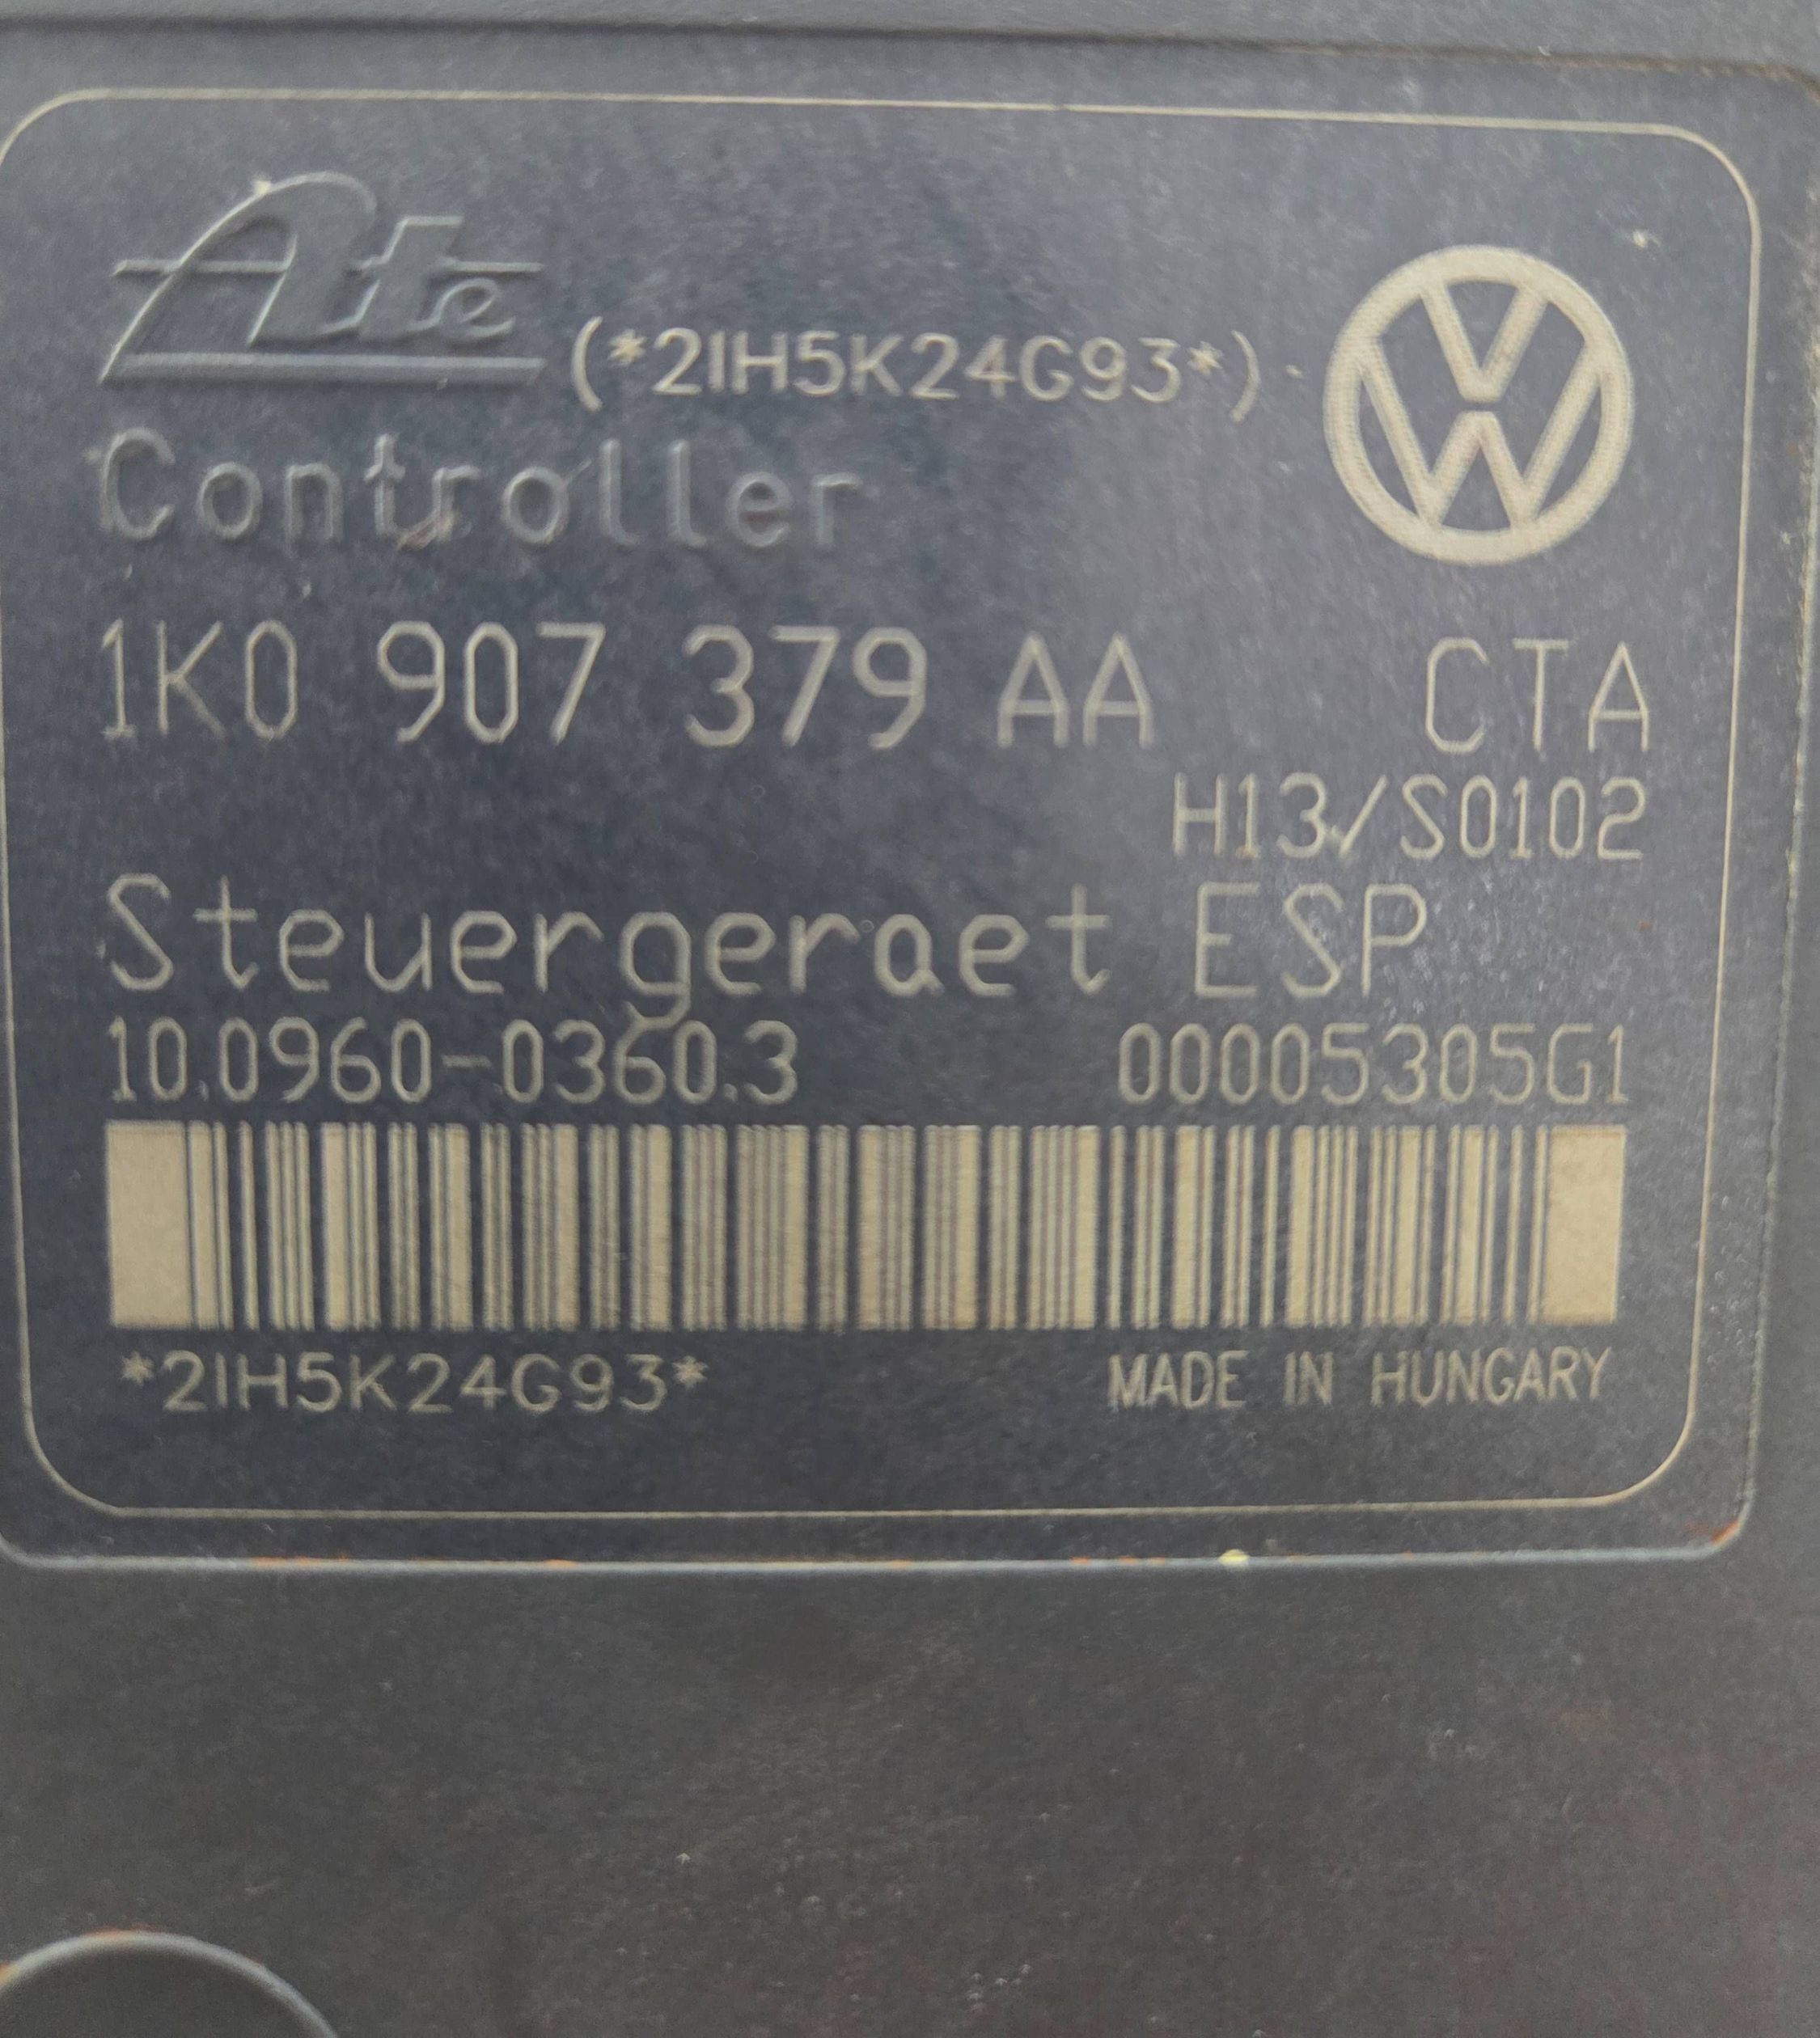 Ate
(*2IH5K24G93*)
VW
Controller
1K0 907 379 AA CTA
H13/S0102
Steuergeraet ESP
10.0960-0360.3 00005305G1
*2IH5K24G93* MADE IN HUNGARY